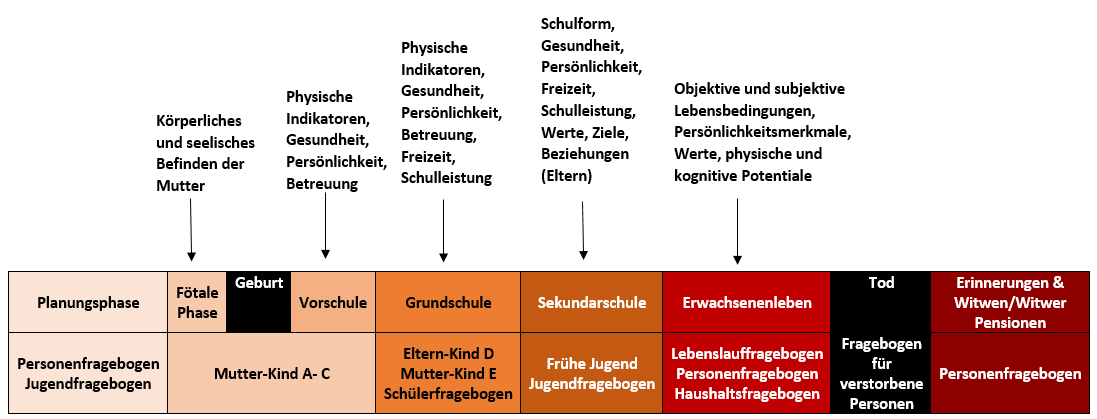 Körperliches
und seelisches
Befinden der
Mutter
Physische
Indikatoren,
Gesundheit,
Persönlichkeit,
Betreuung
Physische
Indikatoren,
Gesundheit,
Persönlichkeit,
Betreuung,
Freizeit,
Schulleistung
Schulform,
Gesundheit,
Persönlichkeit,
Freizeit,
Schulleistung,
Werte, Ziele,
Beziehungen
(Eltern)
Objektive und subjektive
Lebensbedingungen,
Persönlichkeitsmerkmale,
Werte, physische und
kognitive Potentiale
Planungsphase
Fötale
Phase
Geburt
Vorschule
Grundschule
Sekundarschule
Erwachsenenleben
Tod
Erinnerungen &
Witwen/Witwer
Pensionen
Personenfragebogen
Jugendfragebogen
Mutter-Kind A- C
Eltern-Kind D
Mutter-Kind E
Schülerfragebogen
Frühe Jugend
Jugendfragebogen
Lebenslauffragebogen
Personenfragebogen
Haushaltsfragebogen
Fragebogen
für
verstorbene
Personen
Personenfragebogen